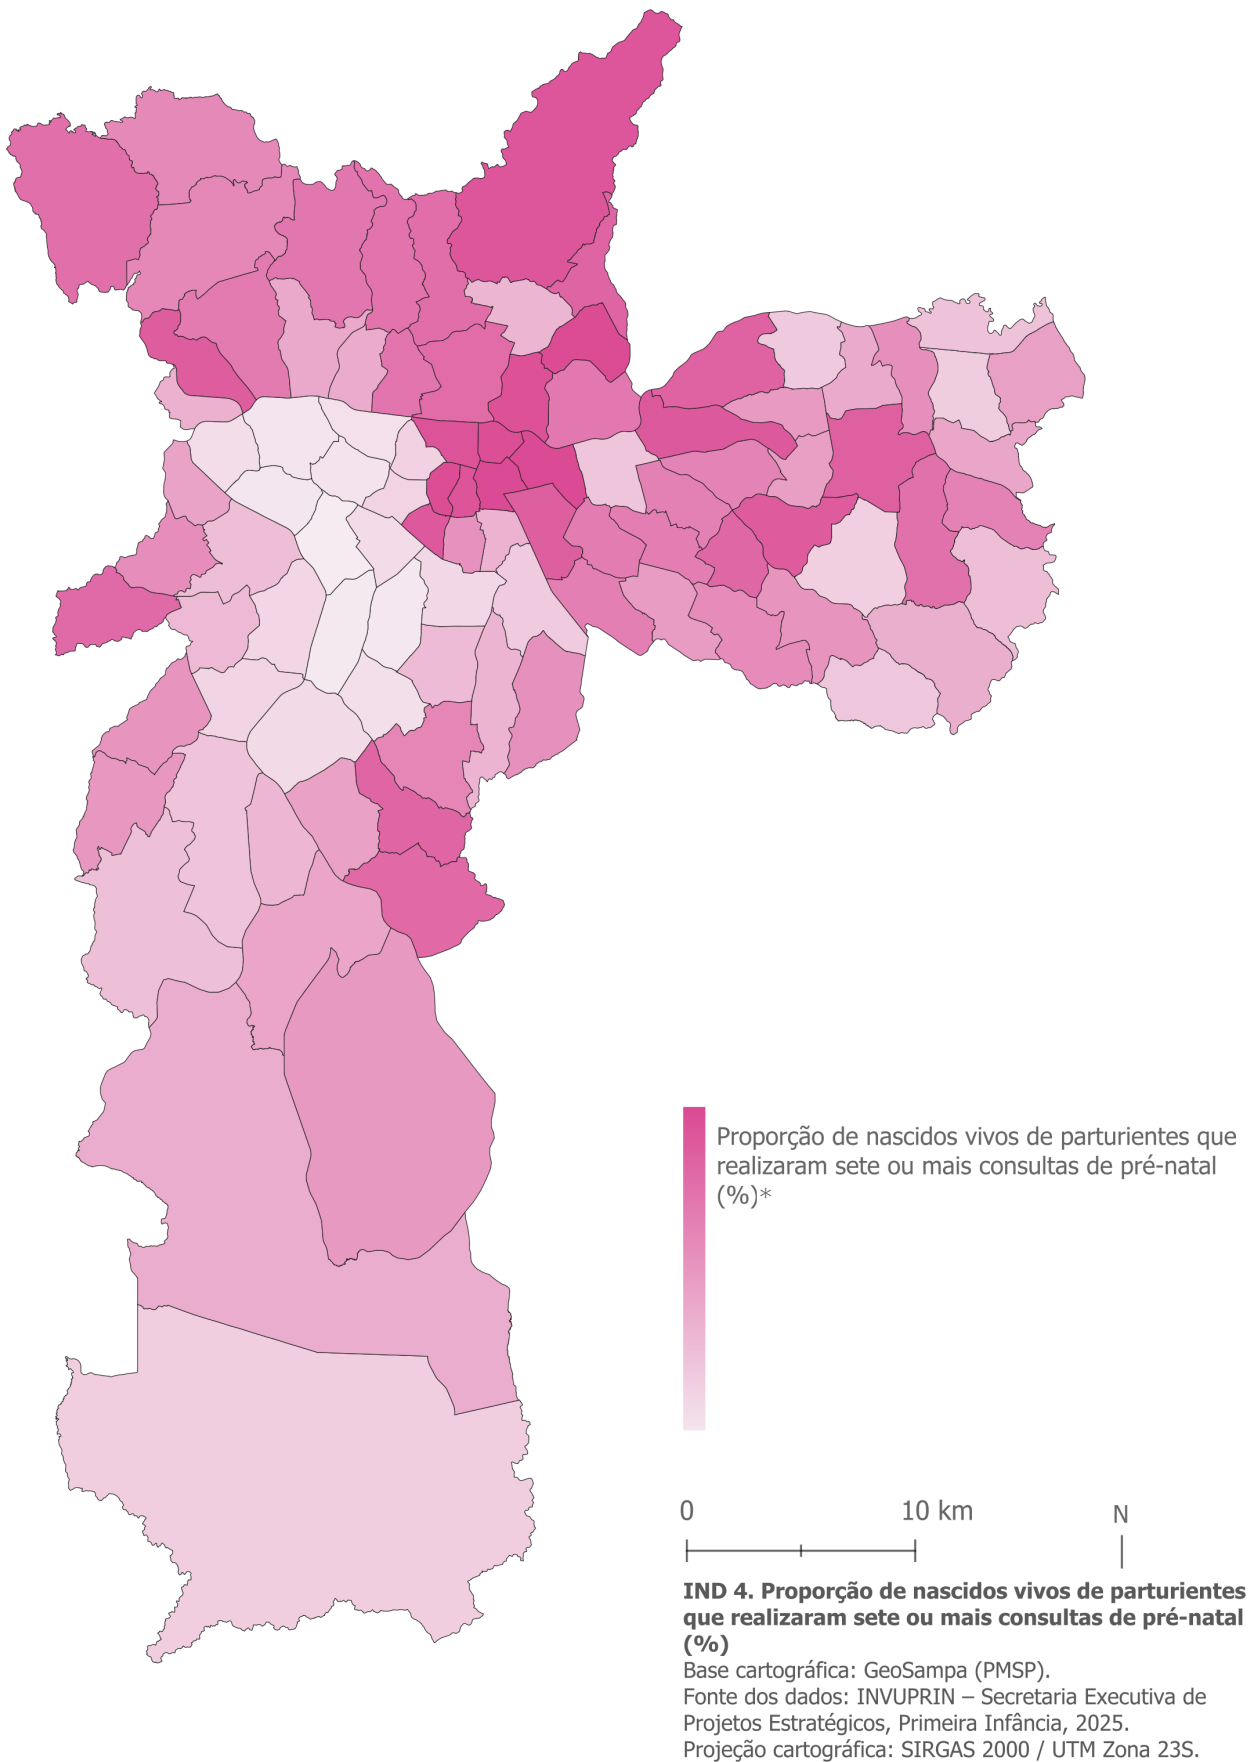 Proporção de nascidos vivos de parturientes que
realizaram sete ou mais consultas de pré-natal
(%)*
0 10 km N
IND 4. Proporção de nascidos vivos de parturientes
que realizaram sete ou mais consultas de pré-natal
(%)
Base cartográfica: GeoSampa (PMSP).
Fonte dos dados: INVUPRIN – Secretaria Executiva de
Projetos Estratégicos, Primeira Infância, 2025.
Projeção cartográfica: SIRGAS 2000 / UTM Zona 23S.